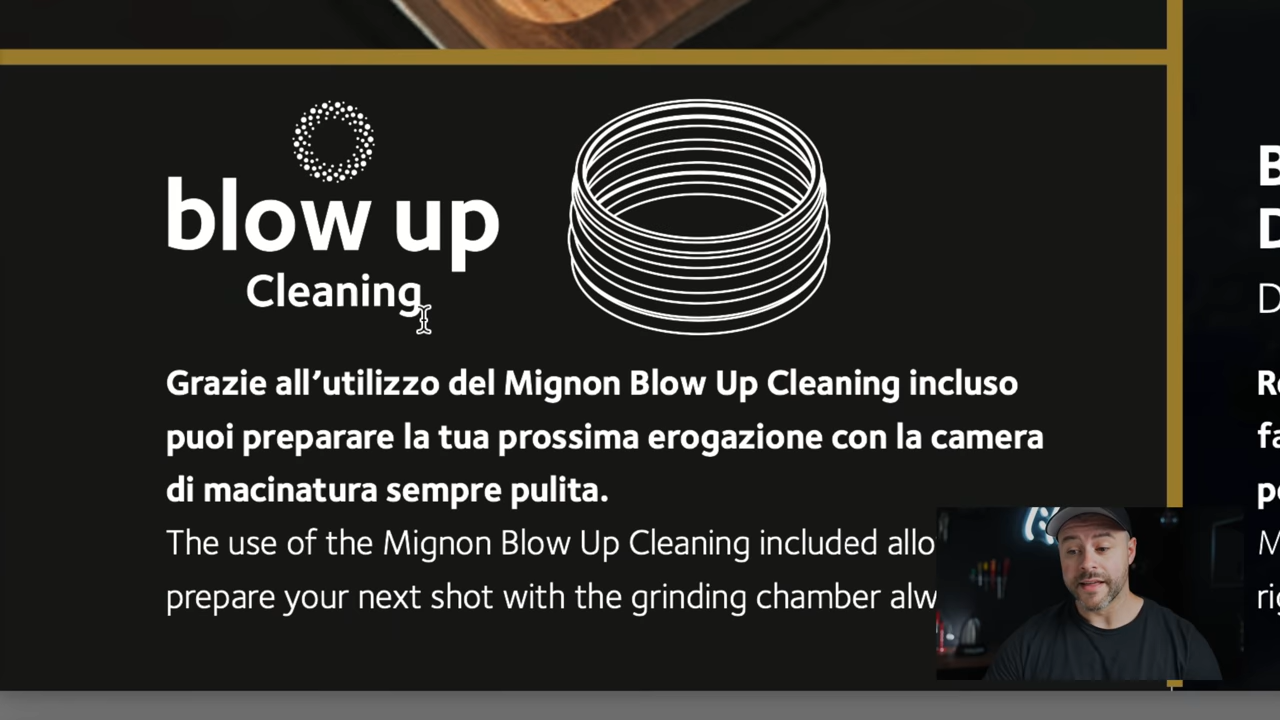 blow up
Cleaning
Grazie all’utilizzo del Mignon Blow Up Cleaning incluso
puoi preparare la tua prossima erogazione con la camera
di macinatura sempre pulita.
The use of the Mignon Blow Up Cleaning included
prepare your next shot with the grinding chamber